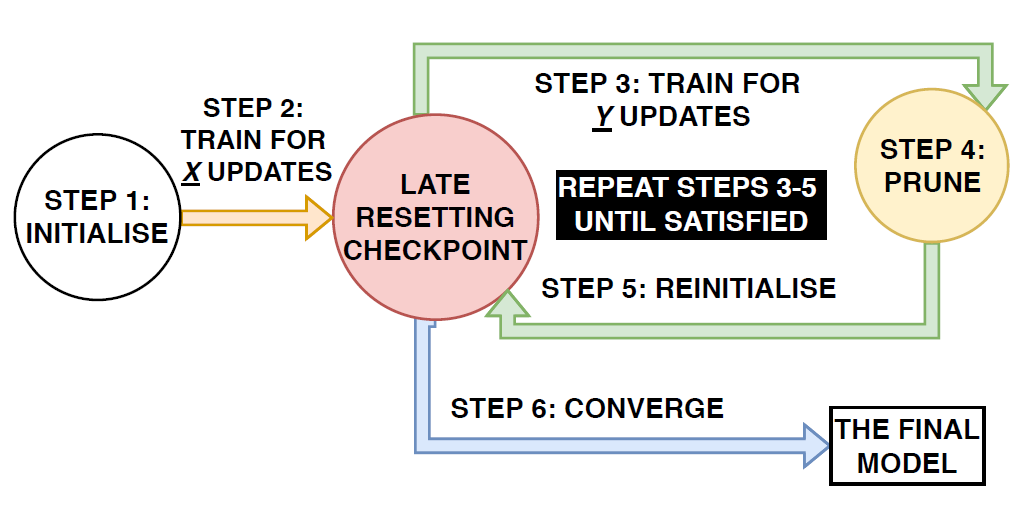 STEP 1:
INITIALISE
STEP 2:
TRAIN FOR
X UPDATES
LATE
RESETTING
CHECKPOINT
STEP 3: TRAIN FOR
Y UPDATES
REPEAT STEPS 3-5
UNTIL SATISFIED
STEP 4:
PRUNE
STEP 5: REINITIALISE
STEP 6: CONVERGE
THE FINAL
MODEL